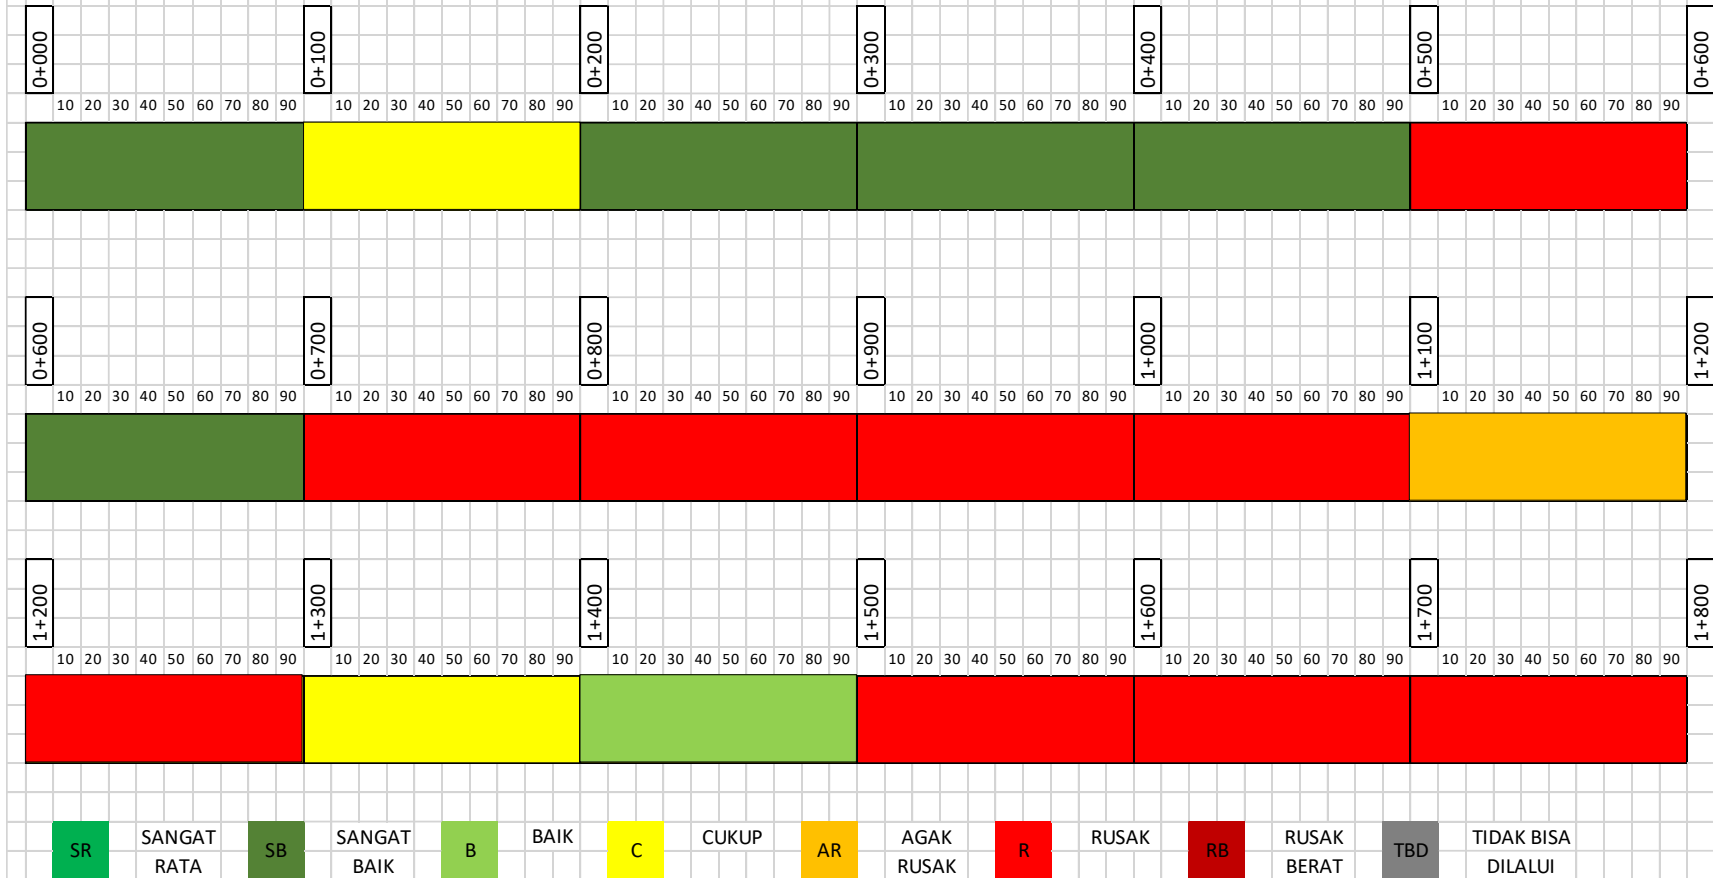 0+000 0+100 0+200 0+300 0+400 0+500 0+600
10 20 30 40 50 60 70 80 90 10 20 30 40 50 60 70 80 90 10 20 30 40 50 60 70 80 90 10 20 30 40 50 60 70 80 90 10 20 30 40 50 60 70 80 90 10 20 30 40 50 60 70 80 90
0+600 0+700 0+800 0+900 1+000 1+100 1+200
10 20 30 40 50 60 70 80 90 10 20 30 40 50 60 70 80 90 10 20 30 40 50 60 70 80 90 10 20 30 40 50 60 70 80 90 10 20 30 40 50 60 70 80 90 10 20 30 40 50 60 70 80 90
1+200 1+300 1+400 1+500 1+600 1+700 1+800
10 20 30 40 50 60 70 80 90 10 20 30 40 50 60 70 80 90 10 20 30 40 50 60 70 80 90 10 20 30 40 50 60 70 80 90 10 20 30 40 50 60 70 80 90 10 20 30 40 50 60 70 80 90
SR
SANGAT
RATA
SB
SANGAT
BAIK
B
BAIK
C
CUKUP
AR
AGAK
RUSAK
R
RUSAK
RB
RUSAK
BERAT
TBD
TIDAK BISA
DILALUI